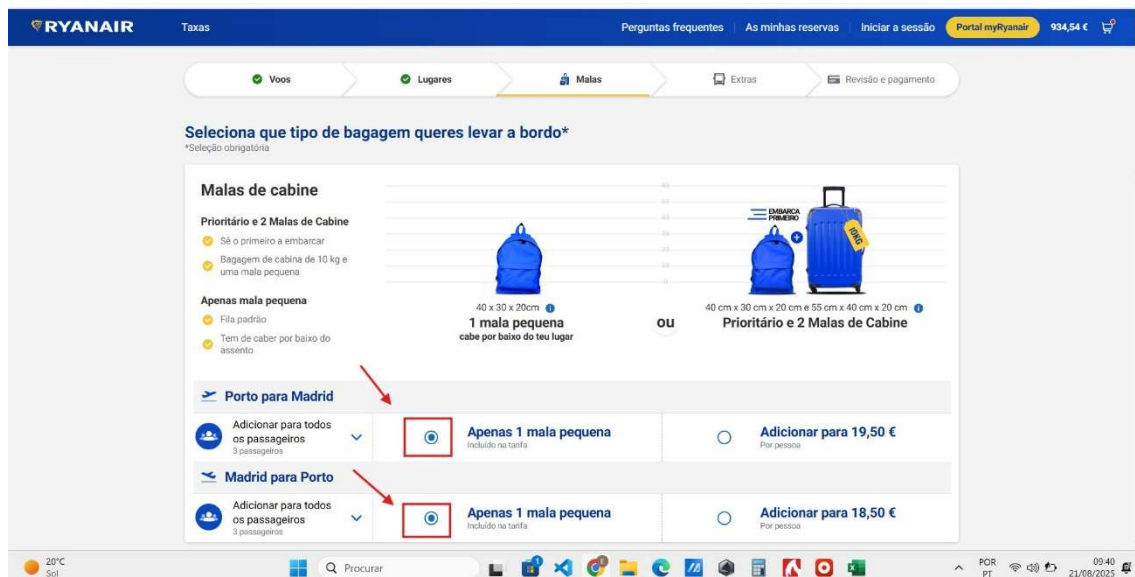 RYANAIR
Taxas
Perguntas frequentes
As minhas reservas
Iniciar a sessão
Portal myRyanair
934,54 €
Voos
Lugares
Malas
Extras
Revisão e pagamento
Seleciona que tipo de bagagem queres levar a bordo*
*Seleção obrigatória
Malas de cabine
Prioritário e 2 Malas de Cabine
Sê o primeiro a embarcar
Bagagem de cabina de 10 kg e
uma mala pequena
Apenas mala pequena
Fila padrão
Tem de caber por baixo do
assento
40 x 30 x 20cm
1 mala pequena
cabe por baixo do teu lugar
ou
EMBARCA
PRIMEIRO
10KG
40 cm x 30 cm x 20 cm e 55 cm x 40 cm x 20 cm
Prioritário e 2 Malas de Cabine
Porto para Madrid
Adicionar para todos
os passageiros
3 passageiros
Apenas 1 mala pequena
Incluído na tarifa
Adicionar para 19,50 €
Por pessoa
Madrid para Porto
Adicionar para todos
os passageiros
3 passageiros
Apenas 1 mala pequena
Incluído na tarifa
Adicionar para 18,50 €
Por pessoa
20°C
Sol
Procurar
POR
PT
09:40
21/08/2025